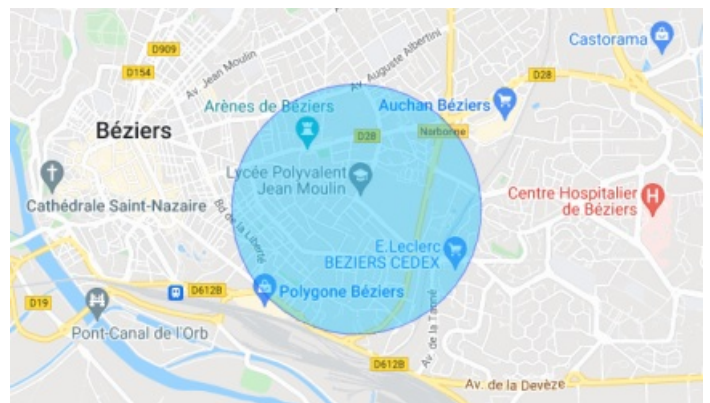 D909
D154
Av. Jean Moulin
Av. Auguste Albertini
Castorama
D28
Arènes de Béziers
Auchan Béziers
Béziers
D28
Narbonne
Lycée Polyvalent
Jean Moulin
Cathédrale Saint-Nazaire
Bd de la Liberté
Centre Hospitalier
de Béziers
E.Leclerc
BEZIERS CEDEX
D19
D612B
Polygone Béziers
Pont-Canal de l'Orb
Av. de la
D612B
Av. de la Devèze